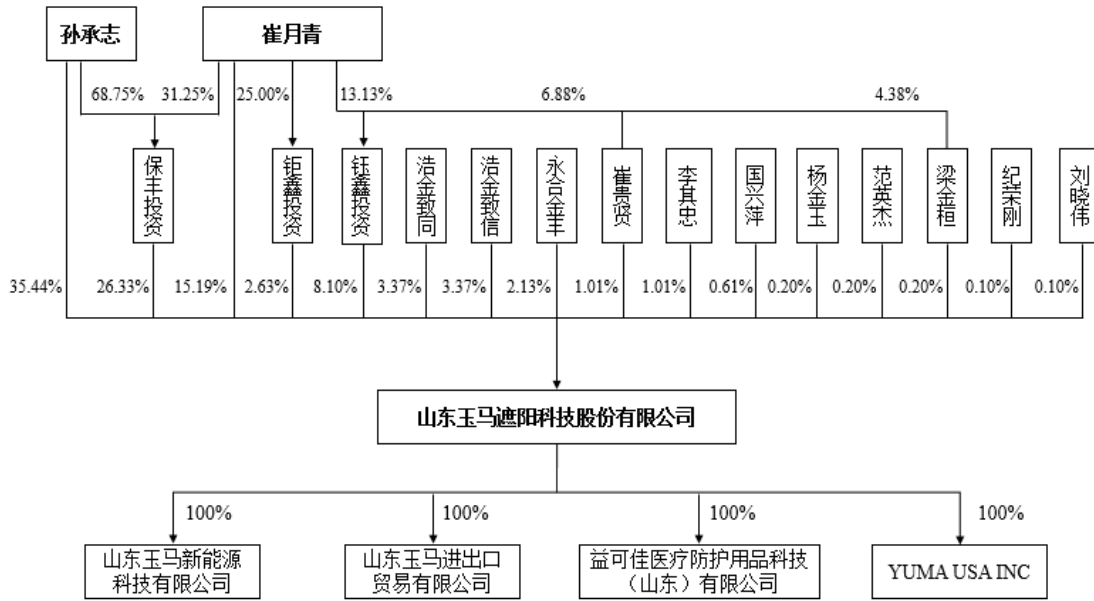 孙承志
崔月青
68.75%
31.25%
25.00%
13.13%
6.88%
4.38%
保丰投资
钜鑫投资
钰鑫投资
浩金致同
浩金致信
永合金丰
崔贵贤
李其忠
国兴萍
杨金玉
范英杰
梁金桓
纪荣刚
刘晓伟
35.44%
26.33%
15.19%
2.63%
8.10%
3.37%
3.37%
2.13%
1.01%
1.01%
0.61%
0.20%
0.20%
0.20%
0.10%
0.10%
山东玉马遮阳科技股份有限公司
100%
100%
100%
100%
山东玉马新能源
科技有限公司
山东玉马进出口
贸易有限公司
益可佳医疗防护用品科技
（山东）有限公司
YUMA USA INC